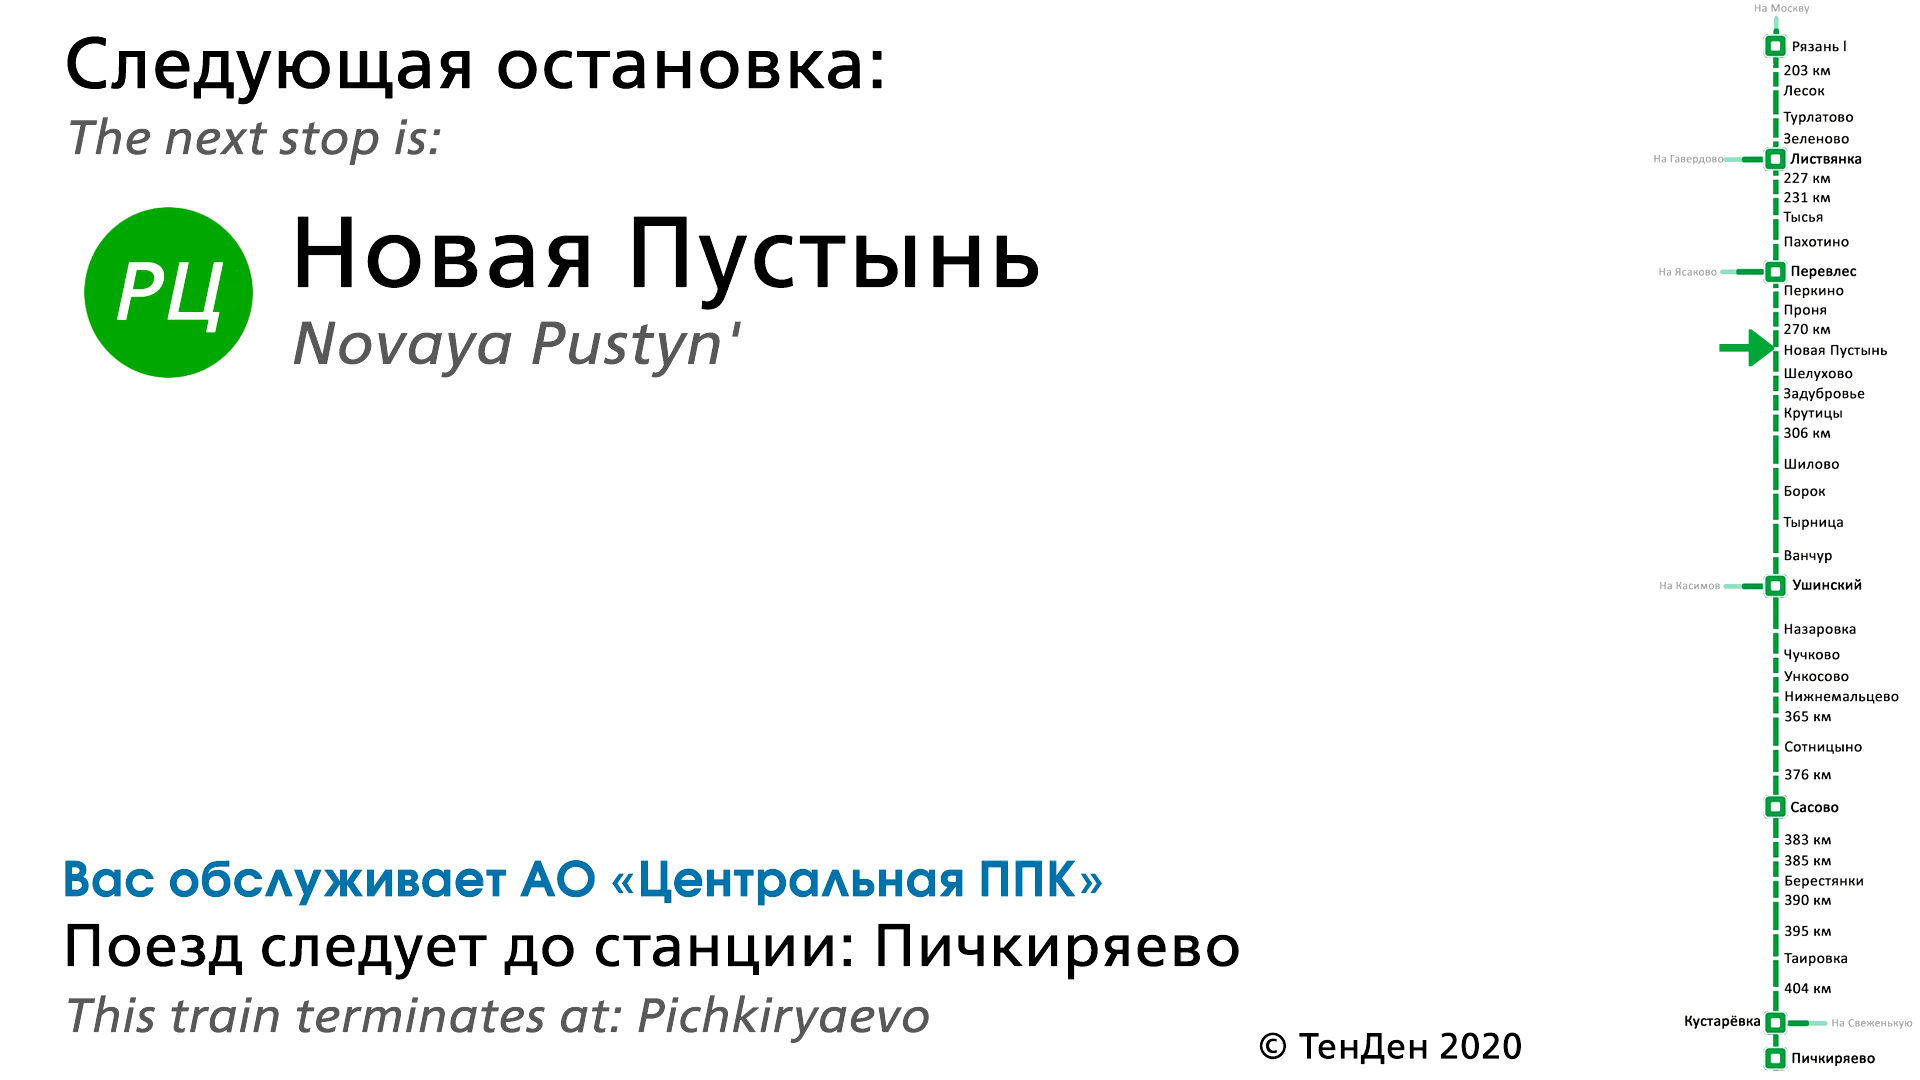 Следующая остановка:
The next stop is:
РЦ
Новая Пустынь
Novaya Pustyn'
Вас обслуживает АО «Центральная ППК»
Поезд следует до станции: Пичкиряево
This train terminates at: Pichkiryaevo
© ТенДен 2020
На Москву
Рязань I
203 км
Лесок
Турлатово
Зеленово
На Гавердово
Листвянка
227 км
231 км
Тысья
Пахотино
На Ясаково
Перевлес
Перкино
Проня
270 км
Новая Пустынь
Шелухово
Задубровье
Крутицы
306 км
Шилово
Борок
Тырница
Ванчур
На Касимов
Ушинский
Назаровка
Чучково
Ункосово
Нижнемальцево
365 км
Сотницыно
376 км
Сасово
383 км
385 км
Берестянки
390 км
395 км
Таировка
404 км
Кустарёвка
На Свеженькую
Пичкиряево